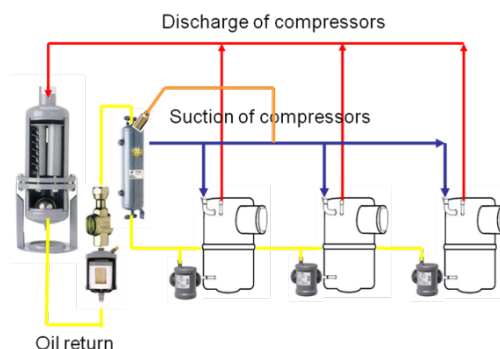 Discharge of compressors
Suction of compressors
Oil return